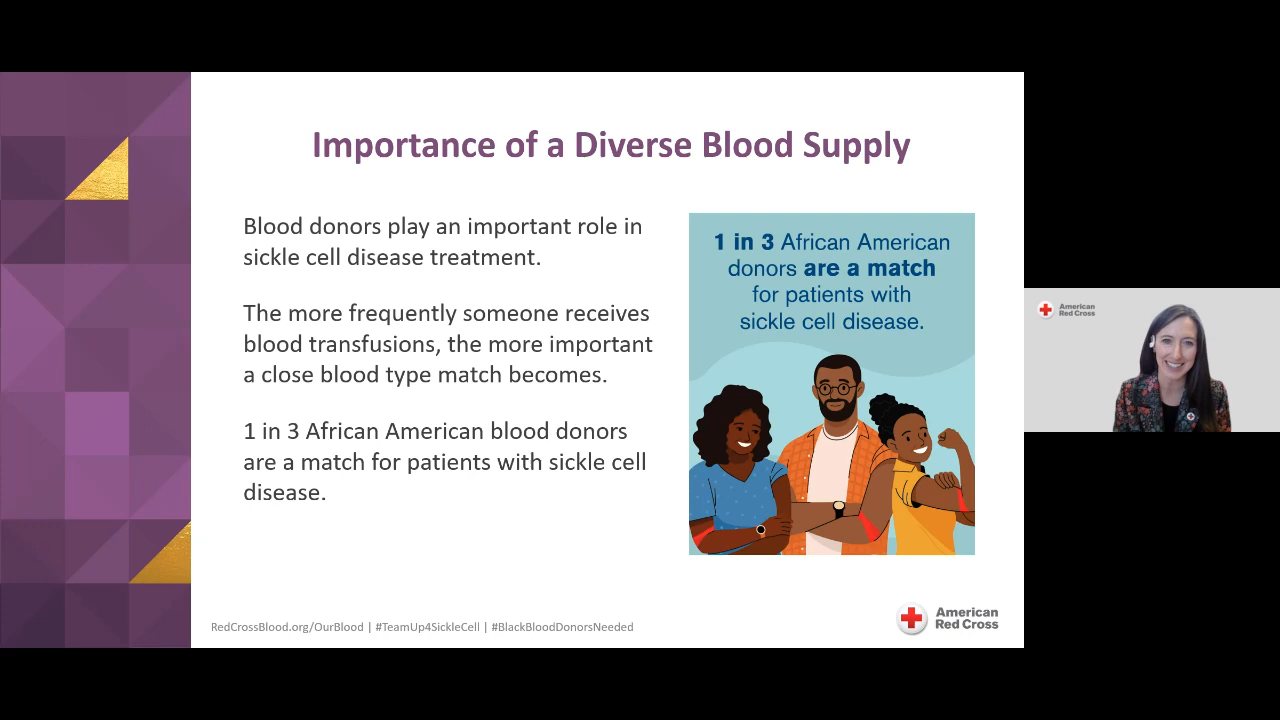 Importance of a Diverse Blood Supply
Blood donors play an important role in
sickle cell disease treatment.
The more frequently someone receives
blood transfusions, the more important
a close blood type match becomes.
1 in 3 African American blood donors
are a match for patients with sickle cell
disease.
1 in 3 African American
donors are a match
for patients with
sickle cell disease.
RedCrossBlood.org/OurBlood | #TeamUp4SickleCell | #BlackBloodDonorsNeeded
American
Red Cross
American
Red Cross